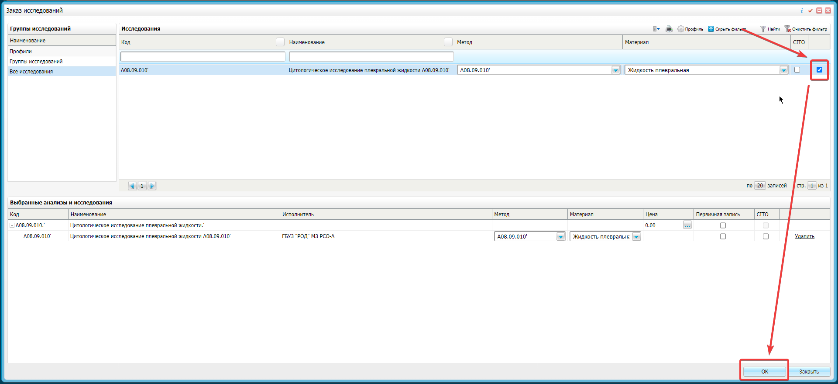 Заказ исследований
Группы исследований
Наименование
Профили
Группы исследований
Все исследования
Исследования
Профиль Скрыть фильтр Найти Очистить фильтр
Код Наименование Метод Материал CITO
A08.09.010` Цитологическое исследование плевральной жидкости A08.09.010` A08.09.010` Жидкость плевральная
1 по 20 записей стр. из 1
Выбранные анализы и исследования
Код Наименование Исполнитель Метод Материал Цена Первичная запись CITO
A08.09.010.` Цитологическое исследование плевральной жидкости.` 0.00
A08.09.010` Цитологическое исследование плевральной жидкости A08.09.010` ГБУЗ "РОД" МЗ РСО-А A08.09.010` Жидкость плевральн Удалить
ОК Закрыть